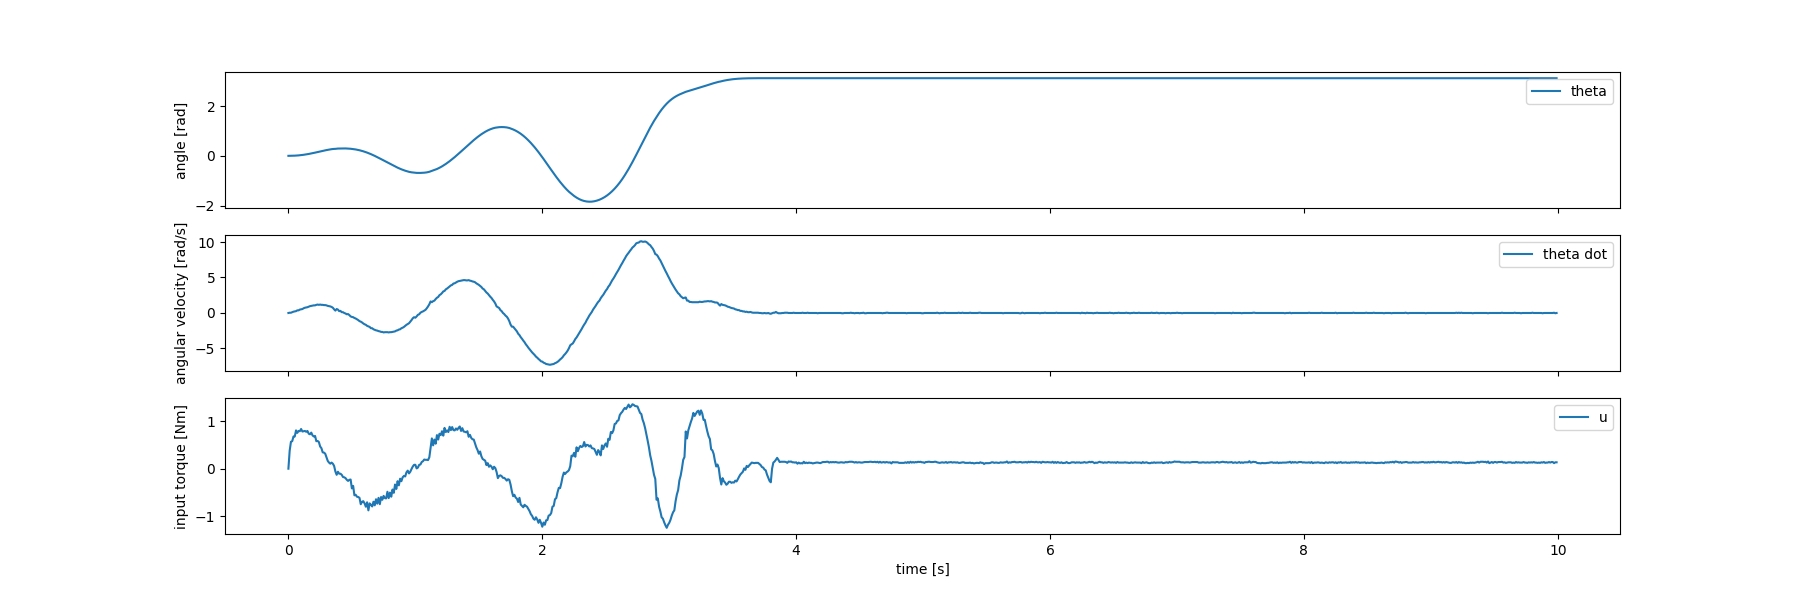 angle [rad]
2
0
−2
theta
angular velocity [rad/s]
10
5
0
−5
theta dot
input torque [Nm]
1
0
−1
u
0 2 4 6 8 10
time [s]